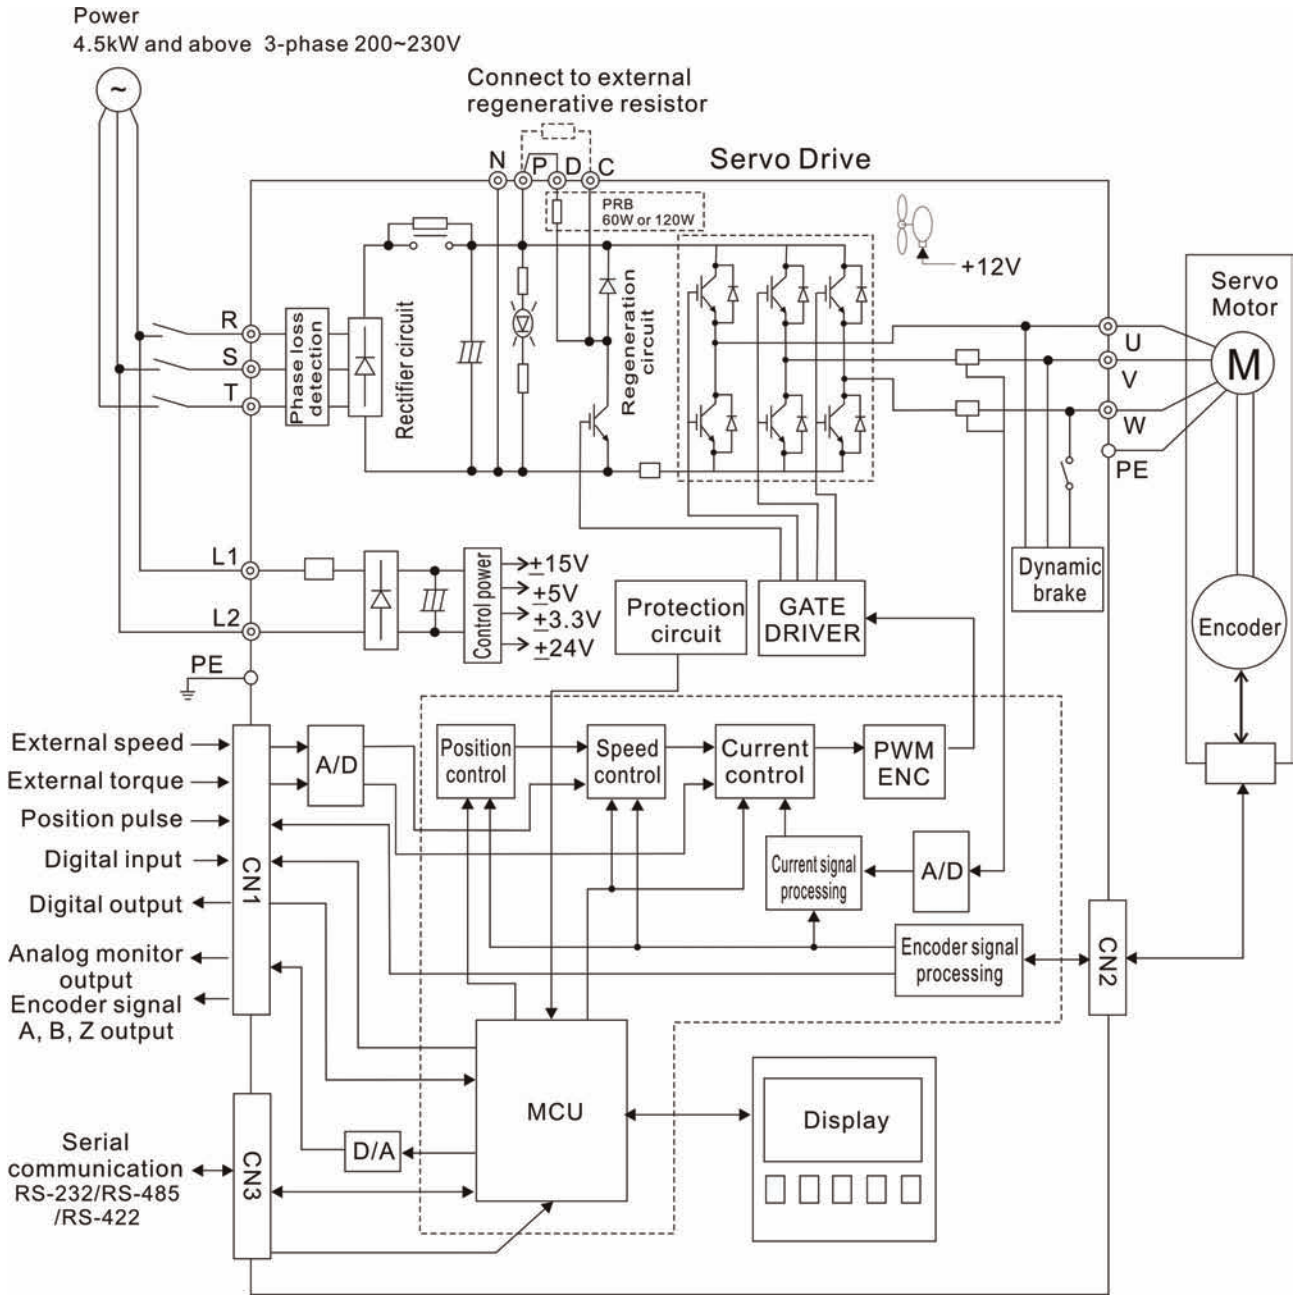 Power
4.5kW and above 3-phase 200~230V
~
Connect to external
regenerative resistor
N
P
D
C
Servo Drive
PRB
60W or 120W
+12V
Servo
Motor
R
S
T
Phase loss
detection
Rectifier circuit
Regeneration
circuit
U
V
W
PE
M
L1
L2
PE
Control power
±15V
±5V
±3.3V
±24V
Protection
circuit
GATE
DRIVER
Dynamic
brake
Encoder
External speed
External torque
Position pulse
Digital input
Digital output
Analog monitor
output
Encoder signal
A, B, Z output
CN1
A/D
Position
control
Speed
control
Current
control
PWM
ENC
Current signal
processing
A/D
Encoder signal
processing
CN2
MCU
Display
D/A
Serial
communication
RS-232/RS-485
/RS-422
CN3